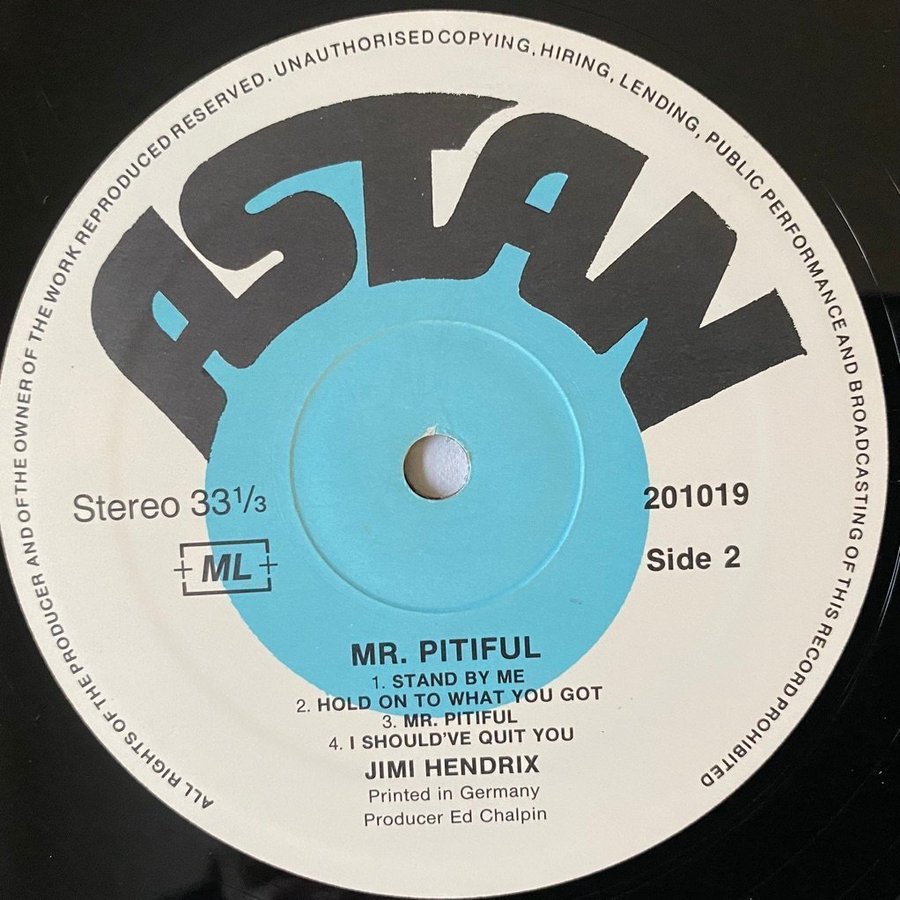 ALL RIGHTS OF THE PRODUCER AND OF THE OWNER OF THE WORK REPRODUCED RESERVED. UNAUTHORISED COPYING, HIRING, LENDING, PUBLIC PERFORMANCE AND BROADCASTING OF THIS RECORD PROHIBITED
ASTAN
Stereo 33⅓
201019
ML
Side 2
MR. PITIFUL
1. STAND BY ME
2. HOLD ON TO WHAT YOU GOT
3. MR. PITIFUL
4. I SHOULD'VE QUIT YOU
JIMI HENDRIX
Printed in Germany
Producer Ed Chalpin